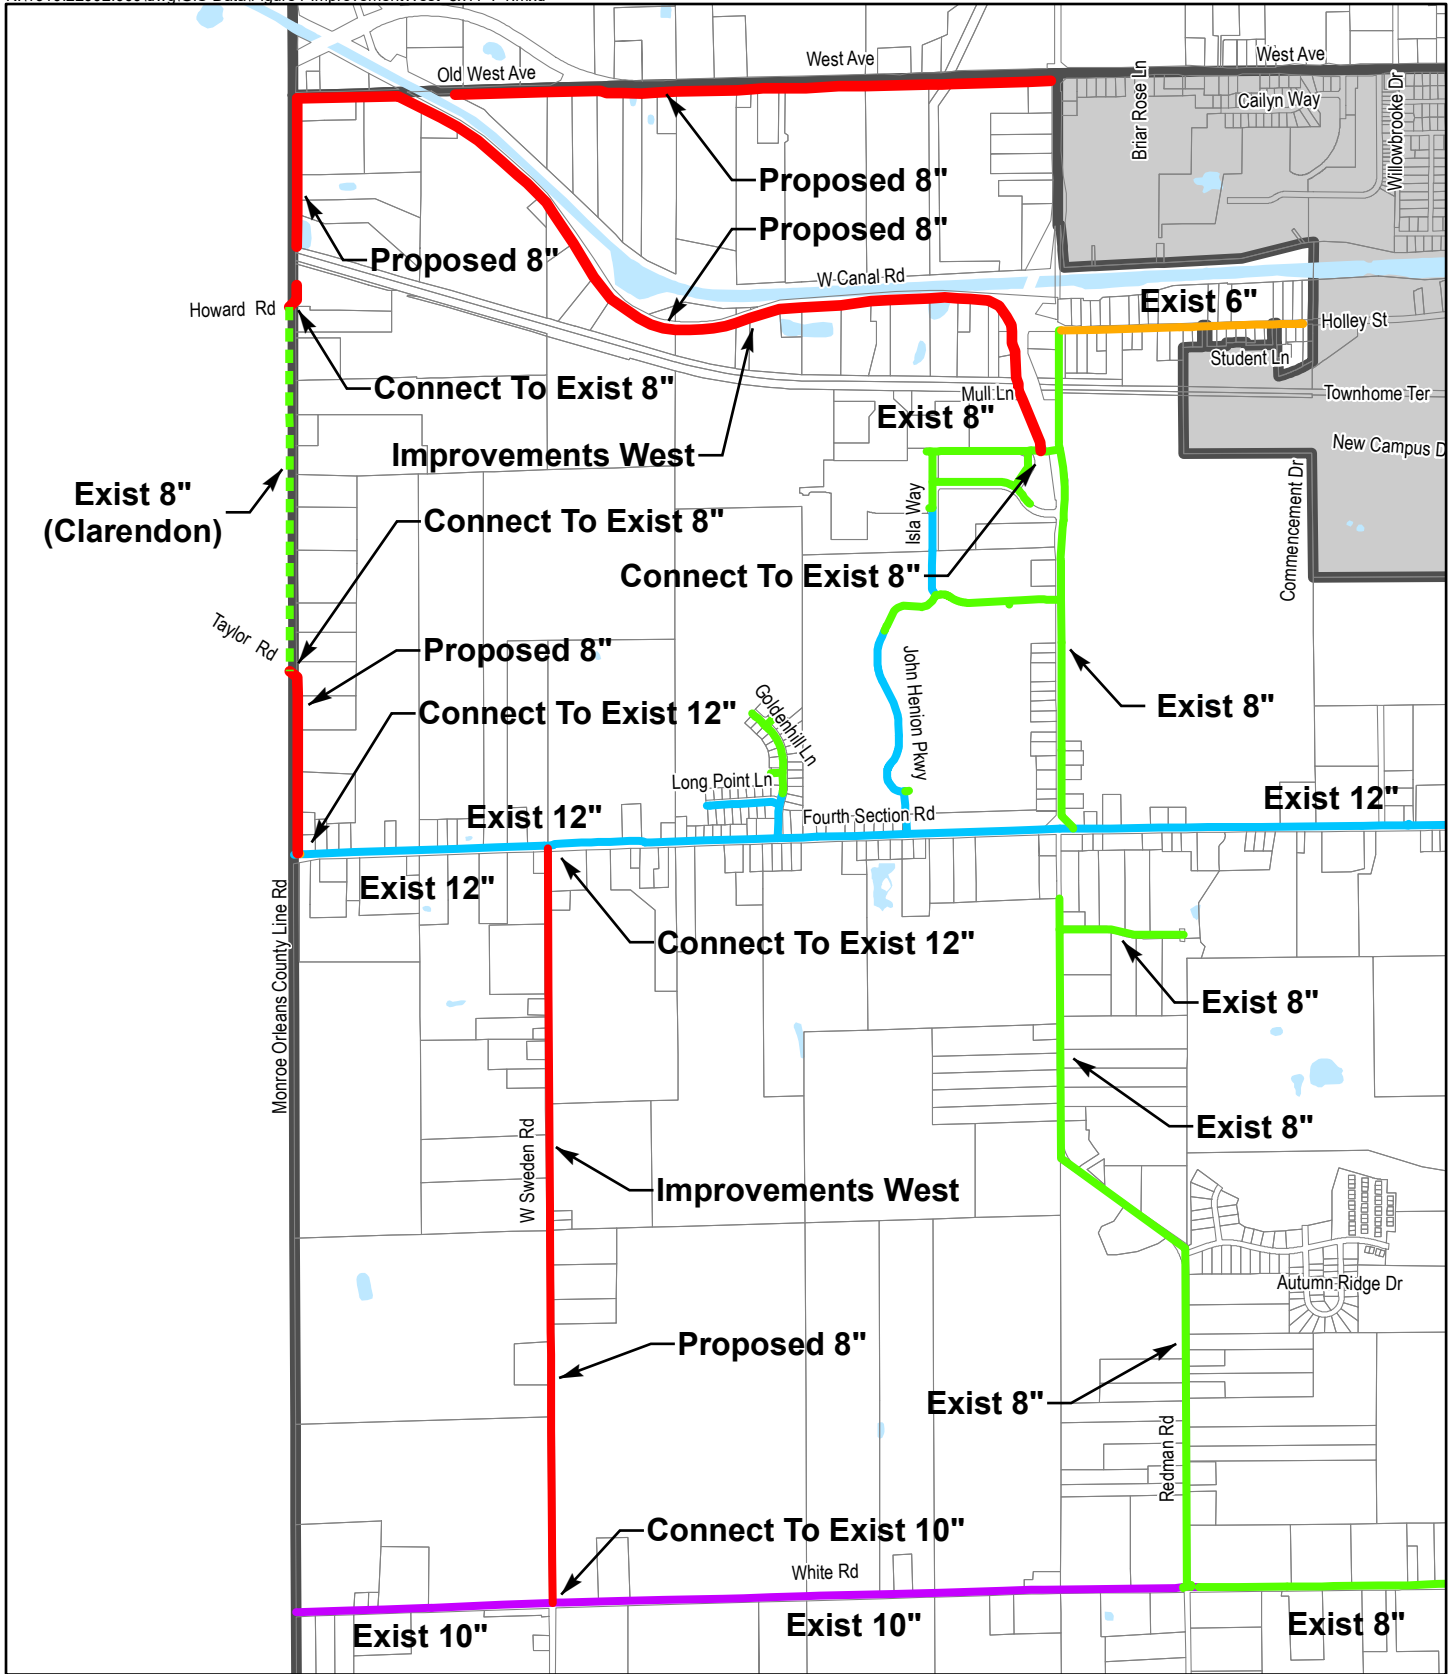 Old West Ave
West Ave
West Ave
Briar Rose Ln
Cailyn Way
Willowbrooke Dr
Proposed 8"
Proposed 8"
Proposed 8"
W Canal Rd
Howard Rd
Exist 6"
Holley St
Student Ln
Connect To Exist 8"
Mull Ln
Townhome Ter
Exist 8"
New Campus D
Improvements West
Exist 8"
(Clarendon)
Connect To Exist 8"
Isla Way
Commencement Dr
Connect To Exist 8"
Taylor Rd
Proposed 8"
John Henion Pkwy
Goldenhill Ln
Exist 8"
Connect To Exist 12"
Long Point Ln
Exist 12"
Fourth Section Rd
Exist 12"
Exist 12"
Monroe Orleans County Line Rd
Connect To Exist 12"
Exist 8"
Exist 8"
W Sweden Rd
Improvements West
Autumn Ridge Dr
Proposed 8"
Exist 8"
Redman Rd
Connect To Exist 10"
White Rd
Exist 10"
Exist 10"
Exist 8"